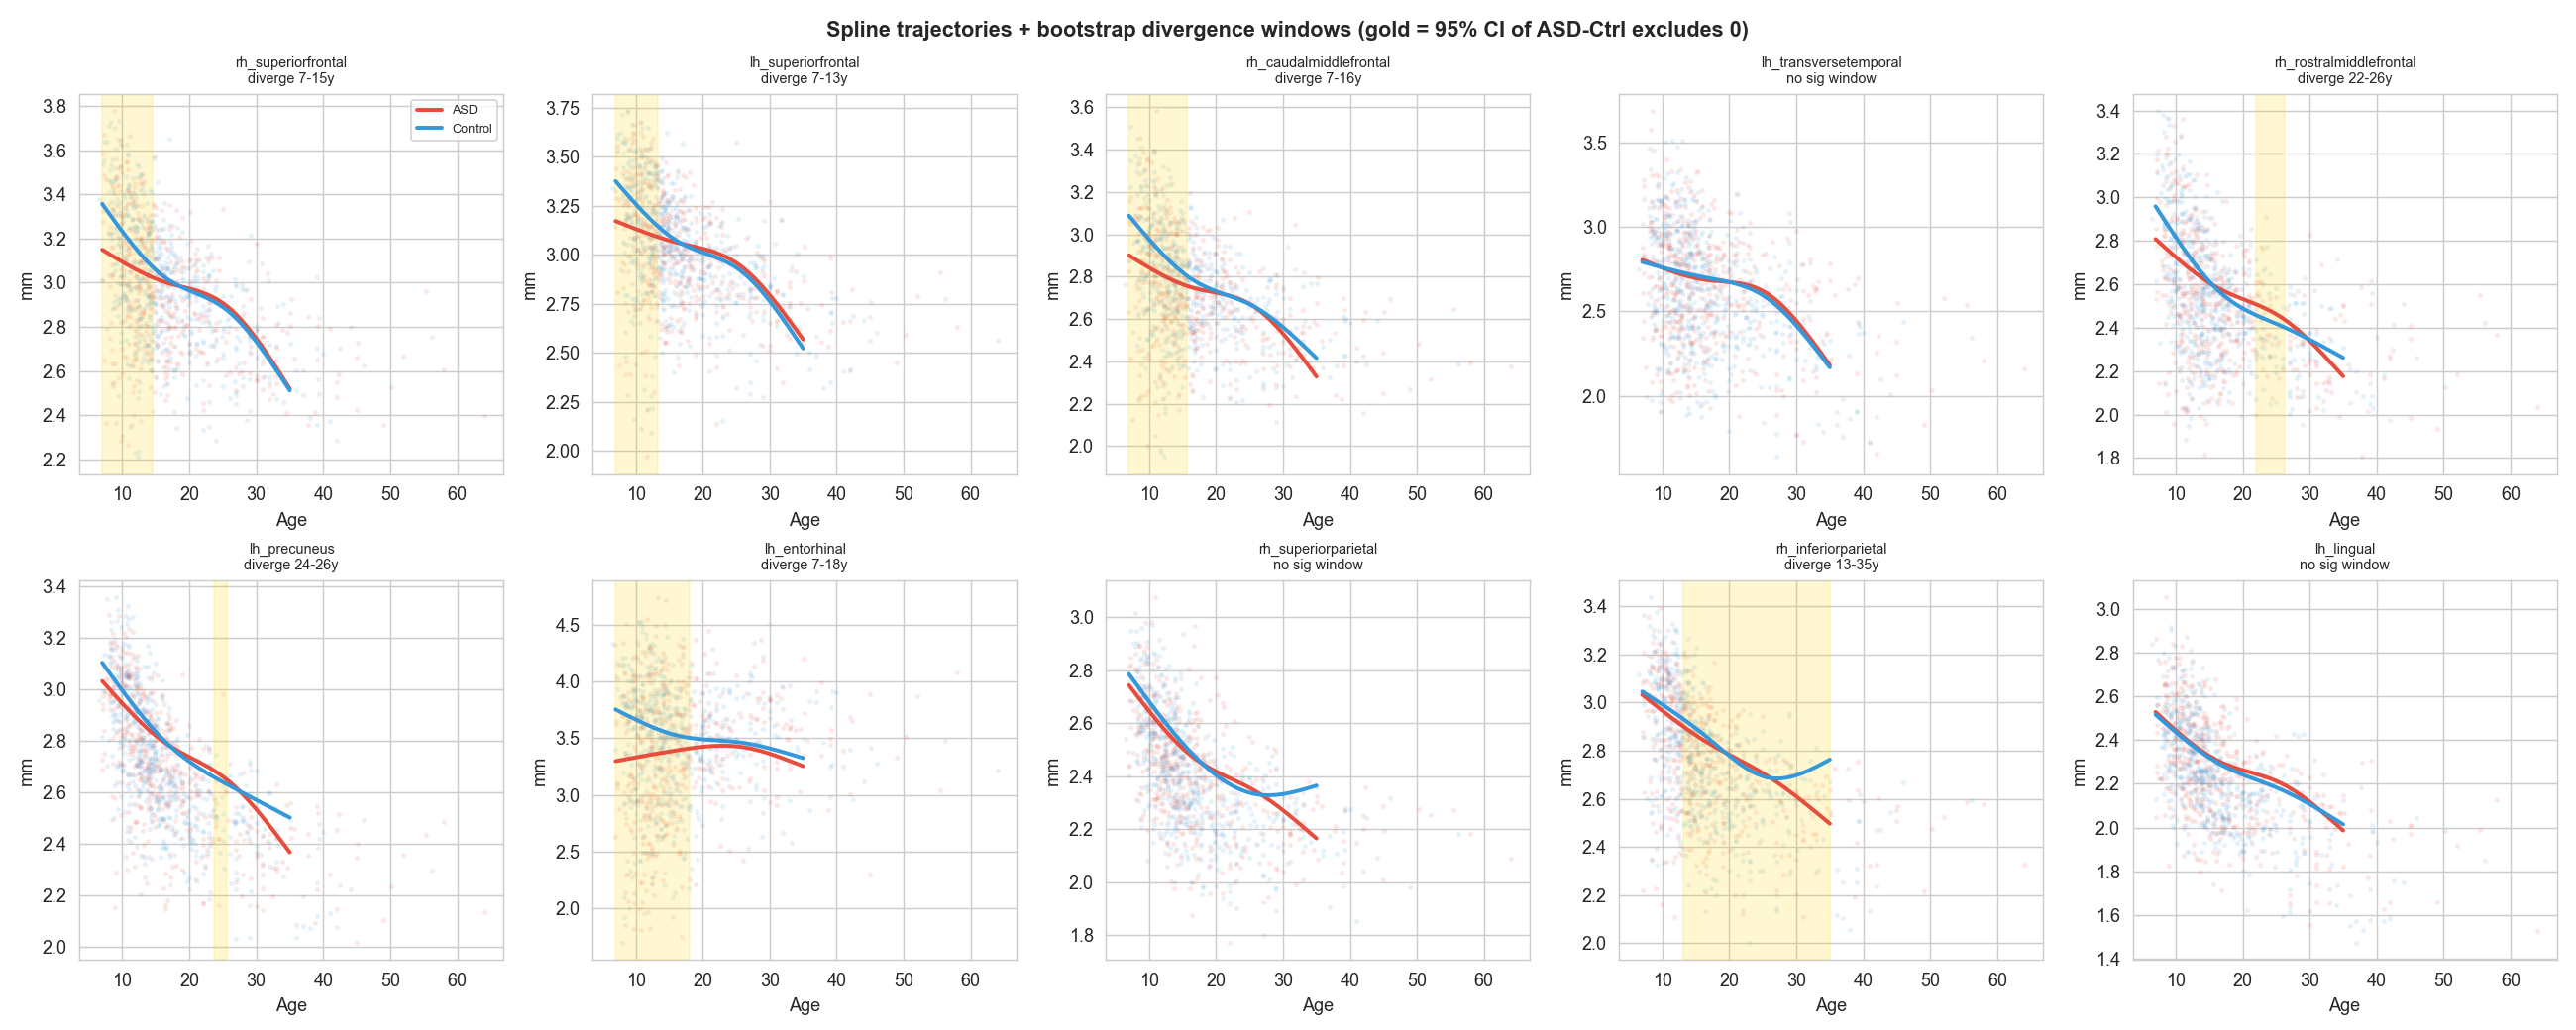 Spline trajectories + bootstrap divergence windows (gold = 95% CI of ASD-Ctrl excludes 0)
rh_superiorfrontal
diverge 7-15y
3.8
3.6
3.4
3.2
3.0
2.8
2.6
2.4
2.2
mm
10 20 30 40 50 60
Age
ASD
Control
lh_superiorfrontal
diverge 7-13y
3.75
3.50
3.25
3.00
2.75
2.50
2.25
2.00
mm
10 20 30 40 50 60
Age
rh_caudalmiddlefrontal
diverge 7-16y
3.6
3.4
3.2
3.0
2.8
2.6
2.4
2.2
2.0
mm
10 20 30 40 50 60
Age
lh_transversetemporal
no sig window
3.5
3.0
2.5
2.0
mm
10 20 30 40 50 60
Age
rh_rostralmiddlefrontal
diverge 22-26y
3.4
3.2
3.0
2.8
2.6
2.4
2.2
2.0
1.8
mm
10 20 30 40 50 60
Age
lh_precuneus
diverge 24-26y
3.4
3.2
3.0
2.8
2.6
2.4
2.2
2.0
mm
10 20 30 40 50 60
Age
lh_entorhinal
diverge 7-18y
4.5
4.0
3.5
3.0
2.5
2.0
mm
10 20 30 40 50 60
Age
rh_superiorparietal
no sig window
3.0
2.8
2.6
2.4
2.2
2.0
1.8
mm
10 20 30 40 50 60
Age
rh_inferiorparietal
diverge 13-35y
3.4
3.2
3.0
2.8
2.6
2.4
2.2
2.0
mm
10 20 30 40 50 60
Age
lh_lingual
no sig window
3.0
2.8
2.6
2.4
2.2
2.0
1.8
1.6
1.4
mm
10 20 30 40 50 60
Age